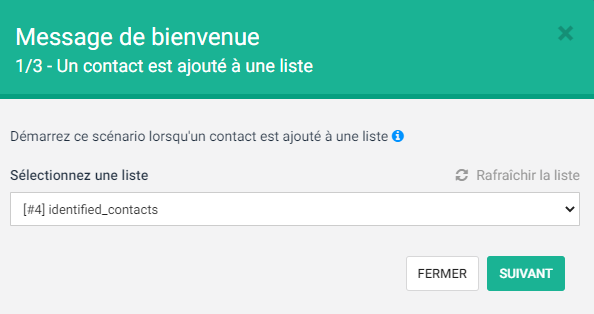 Message de bienvenue
1/3 - Un contact est ajouté à une liste
Démarrez ce scénario lorsqu'un contact est ajouté à une liste
Sélectionnez une liste
Rafraîchir la liste
[#4] identified_contacts
FERMER
SUIVANT